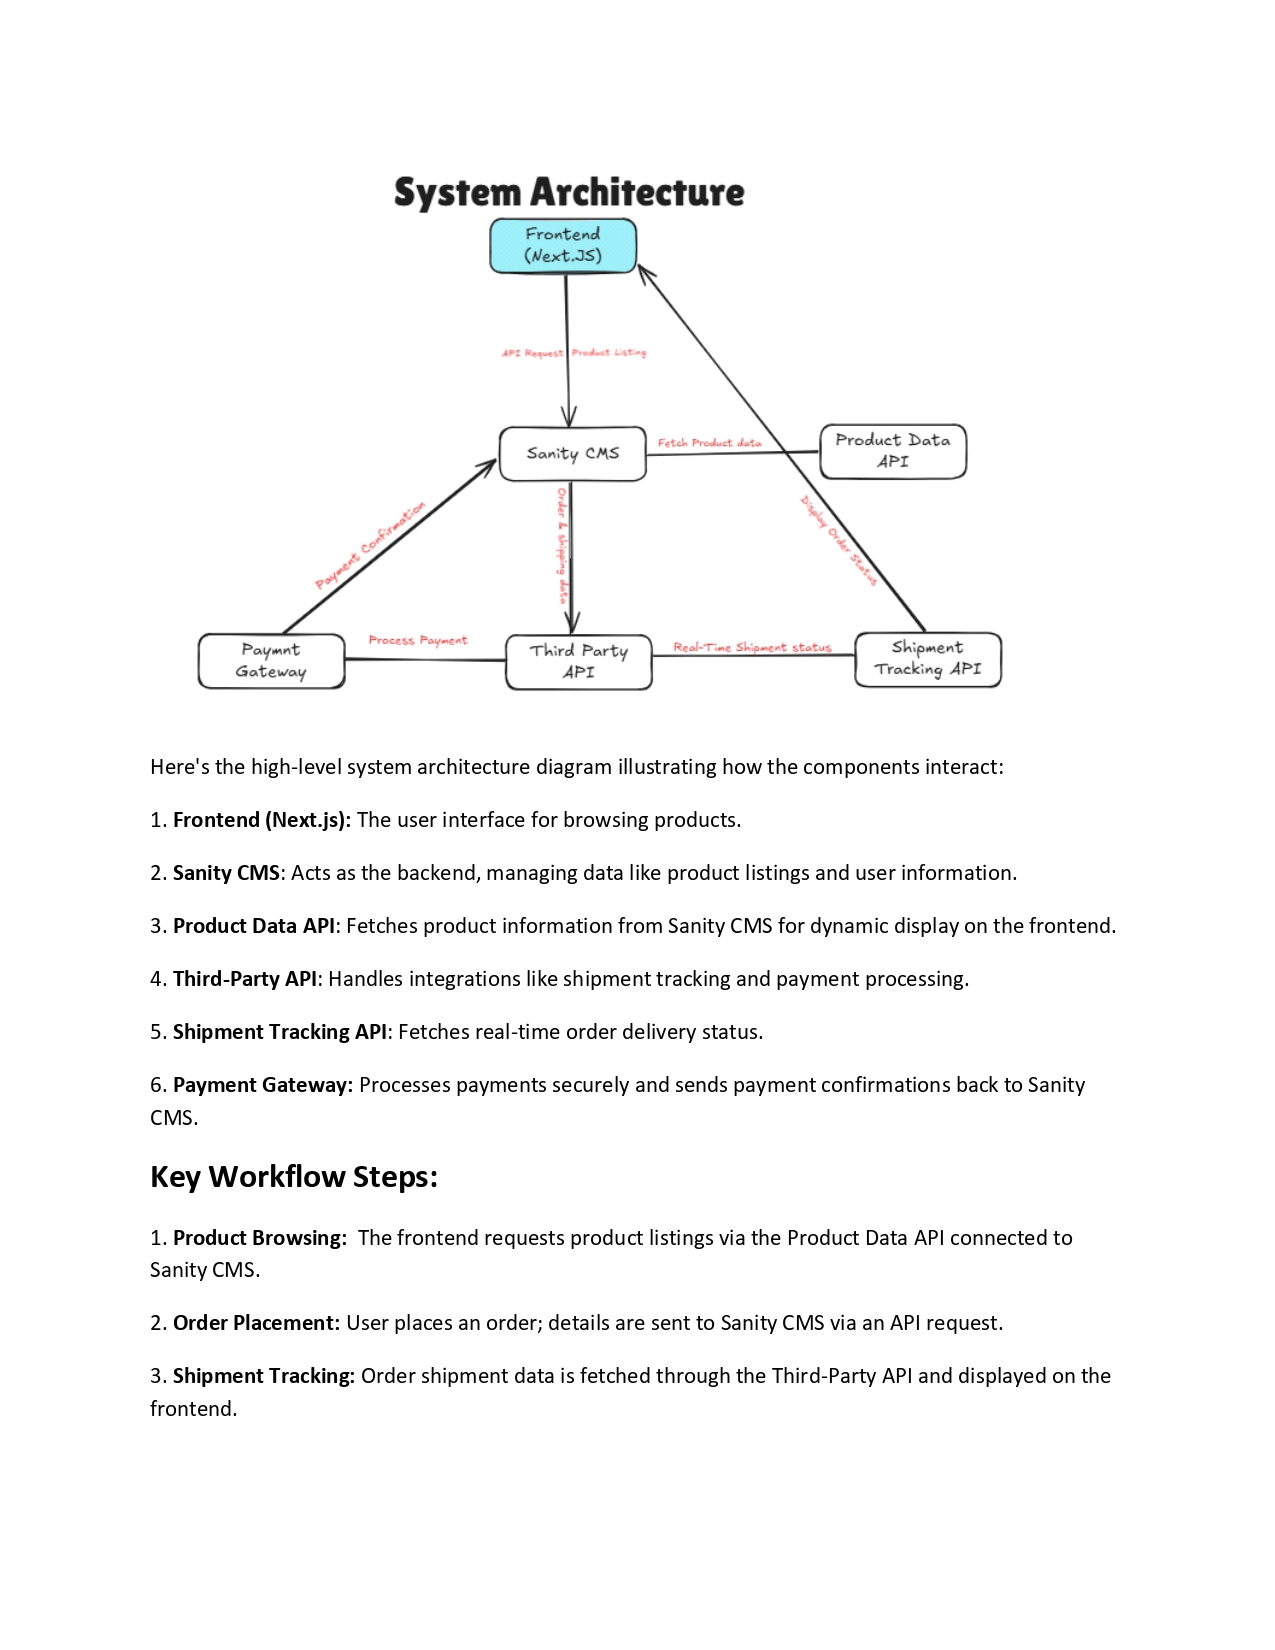 System Architecture
Frontend
(Next.JS)
API Request Product Listing
Sanity CMS
Fetch Product data
Product Data
API
Payment Confirmation
Order & shipping data
Display Order Status
Paymnt
Gateway
Process Payment
Third Party
API
Real-Time Shipment status
Shipment
Tracking API
Here's the high-level system architecture diagram illustrating how the components interact:
1. Frontend (Next.js): The user interface for browsing products.
2. Sanity CMS: Acts as the backend, managing data like product listings and user information.
3. Product Data API: Fetches product information from Sanity CMS for dynamic display on the frontend.
4. Third-Party API: Handles integrations like shipment tracking and payment processing.
5. Shipment Tracking API: Fetches real-time order delivery status.
6. Payment Gateway: Processes payments securely and sends payment confirmations back to Sanity
CMS.
Key Workflow Steps:
1. Product Browsing:  The frontend requests product listings via the Product Data API connected to
Sanity CMS.
2. Order Placement: User places an order; details are sent to Sanity CMS via an API request.
3. Shipment Tracking: Order shipment data is fetched through the Third-Party API and displayed on the
frontend.